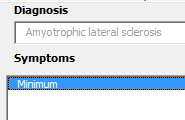 Diagnosis
Amyotrophic lateral sclerosis
Symptoms
Minimum